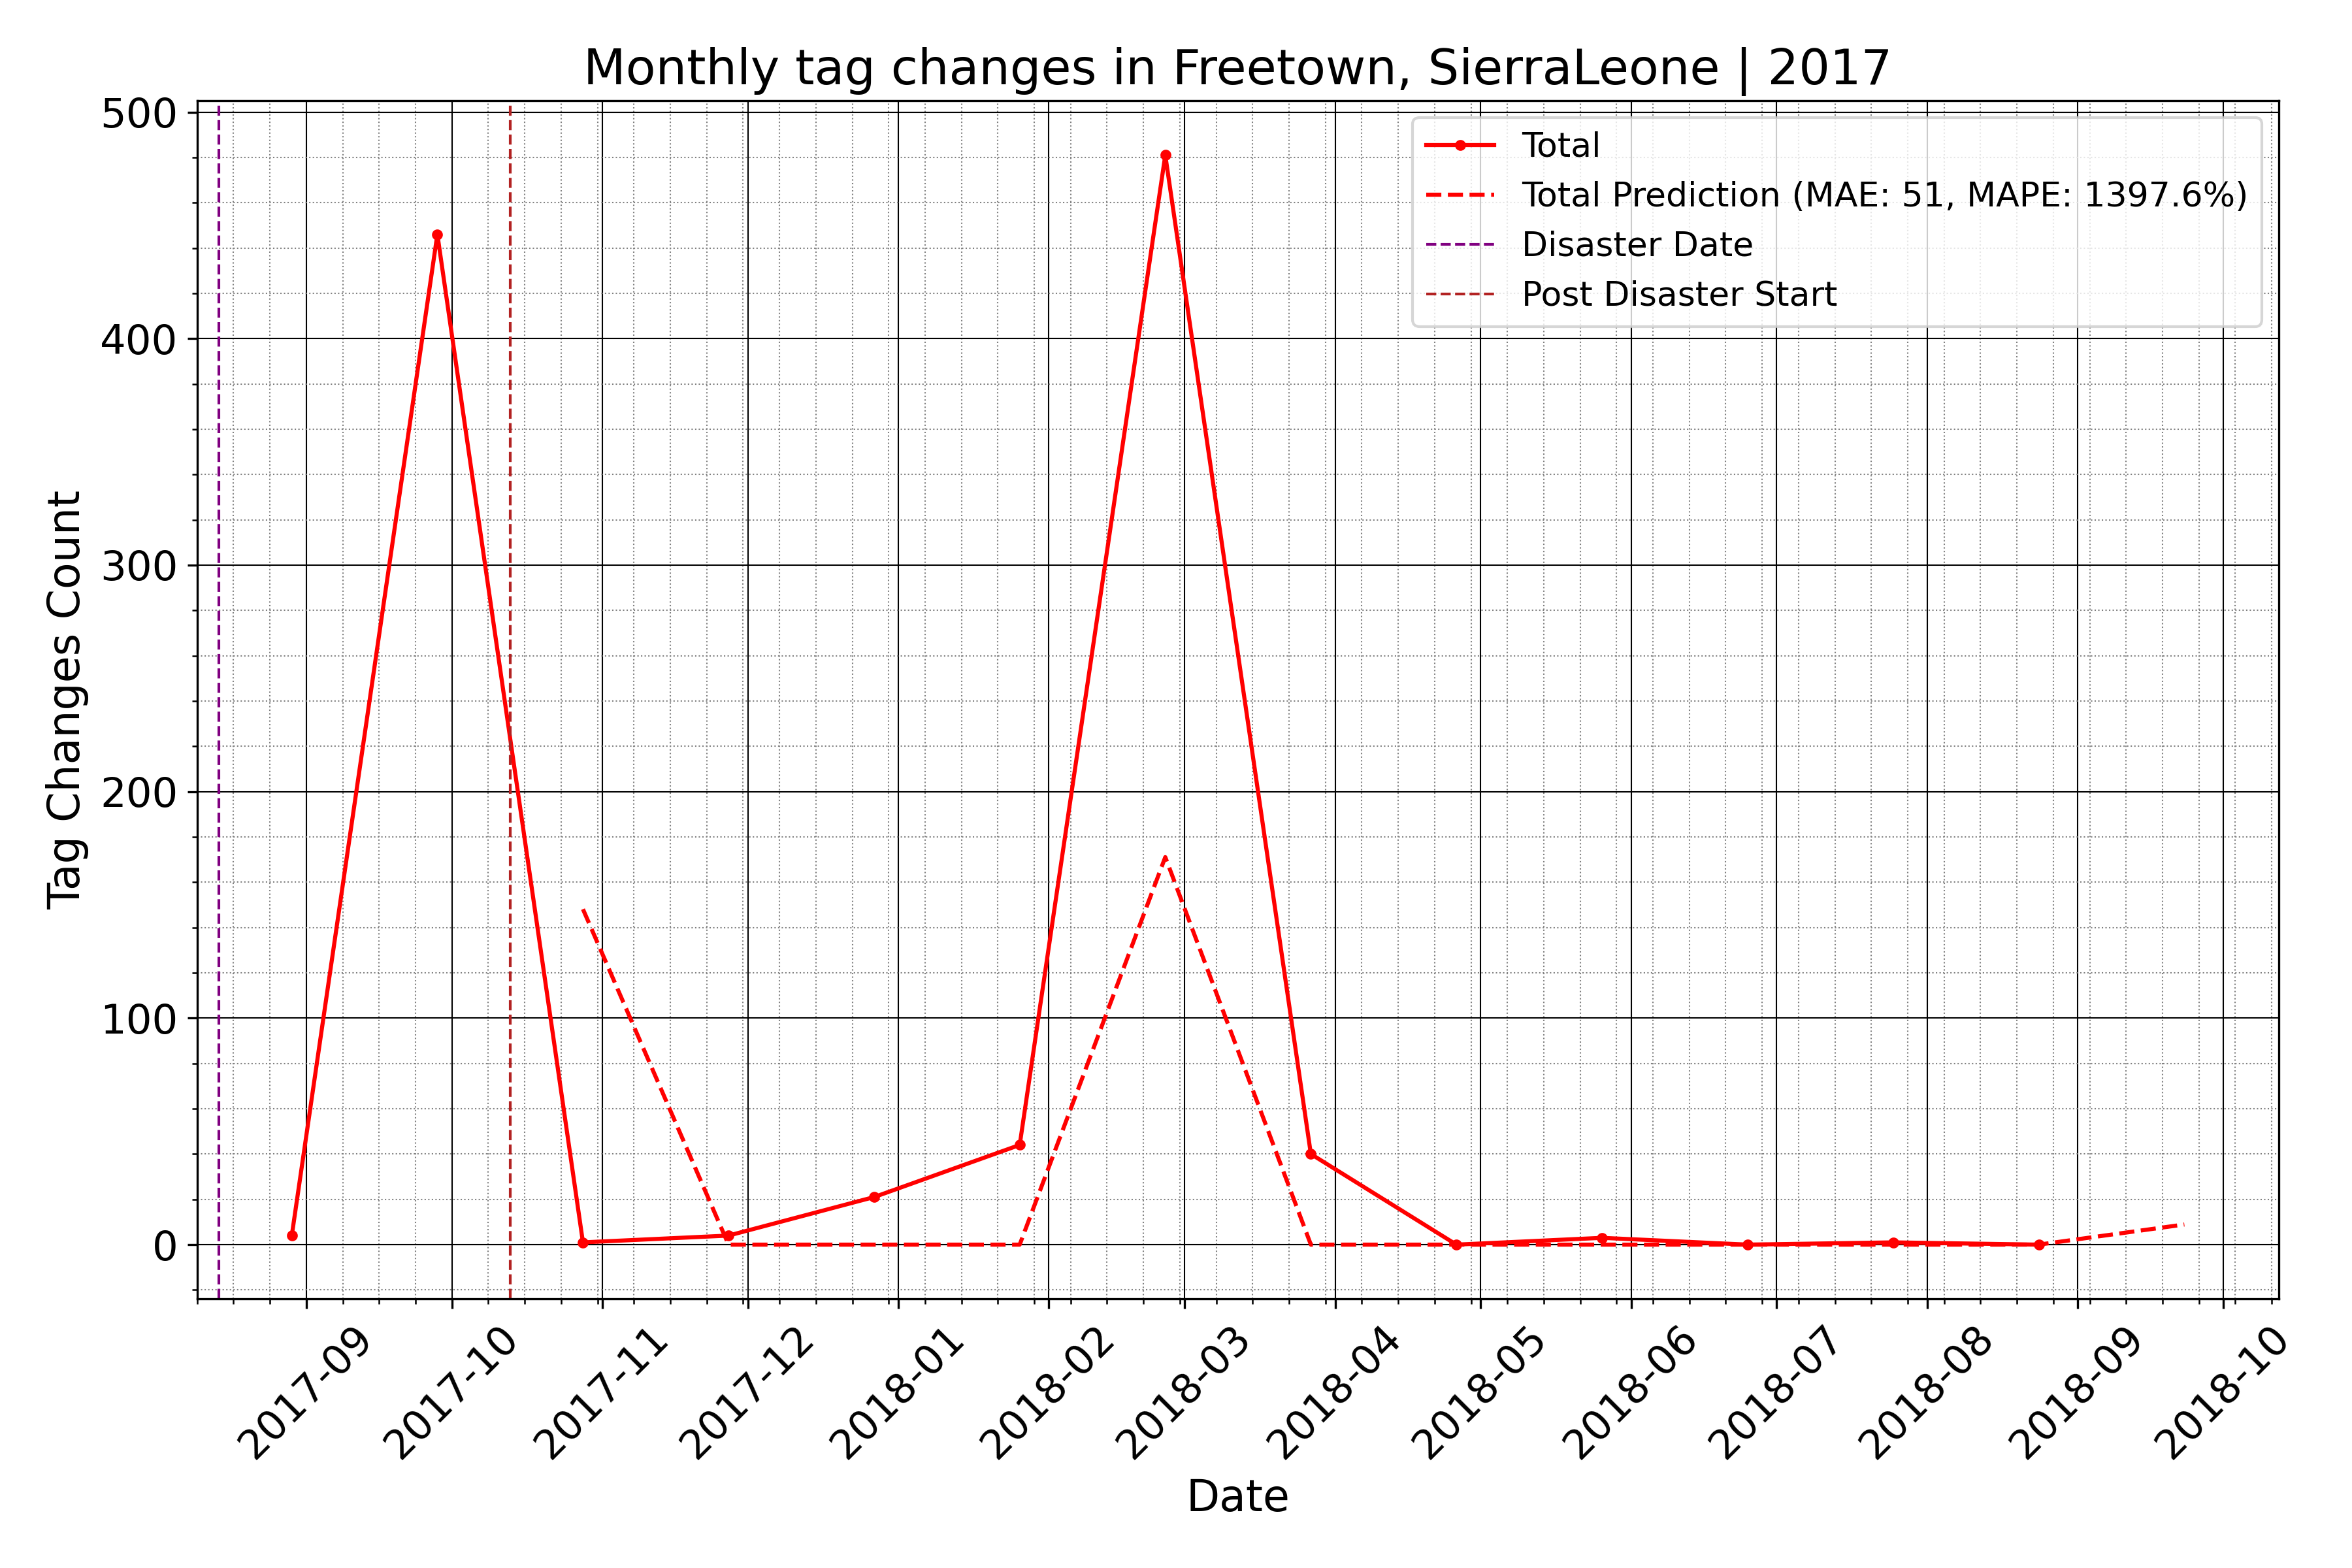 Monthly tag changes in Freetown, SierraLeone | 2017
Total
Total Prediction (MAE: 51, MAPE: 1397.6%)
Disaster Date
Post Disaster Start
Tag Changes Count
500
400
300
200
100
0
2017-09
2017-10
2017-11
2017-12
2018-01
2018-02
2018-03
2018-04
2018-05
2018-06
2018-07
2018-08
2018-09
2018-10
Date